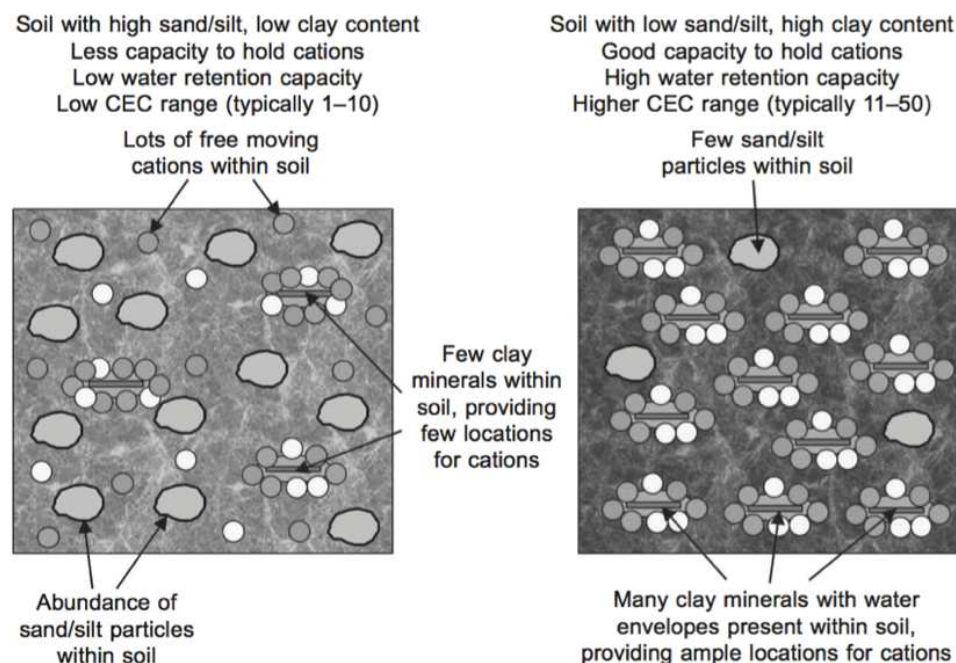 Soil with high sand/silt, low clay content
Less capacity to hold cations
Low water retention capacity
Low CEC range (typically 1–10)
Lots of free moving
cations within soil
Few clay
minerals within
soil, providing
few locations
for cations
Abundance of
sand/silt particles
within soil
Soil with low sand/silt, high clay content
Good capacity to hold cations
High water retention capacity
Higher CEC range (typically 11–50)
Few sand/silt
particles within soil
Many clay minerals with water
envelopes present within soil,
providing ample locations for cations